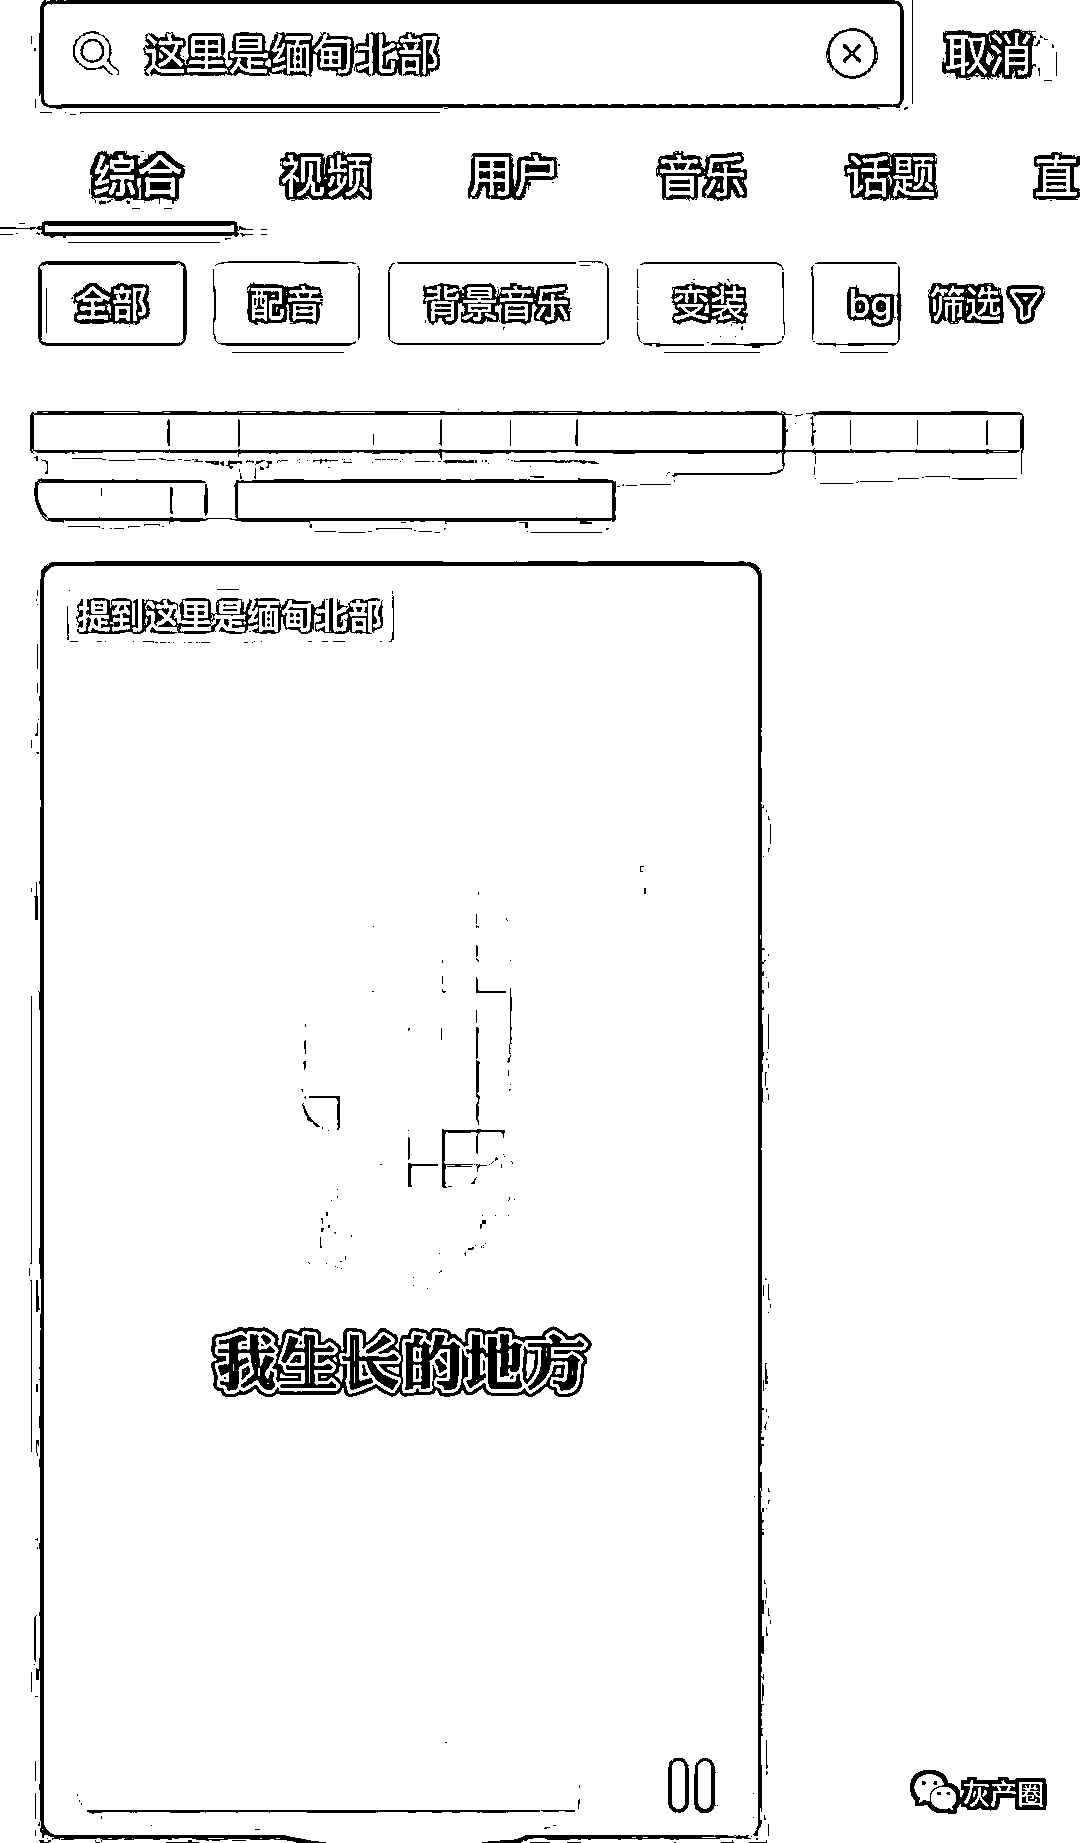 这里是缅甸北部
取消
综合 视频 用户 音乐 话题 直
全部 配音 背景音乐 变装 bg 筛选
提到这里是缅甸北部
我生长的地方
灰产圈